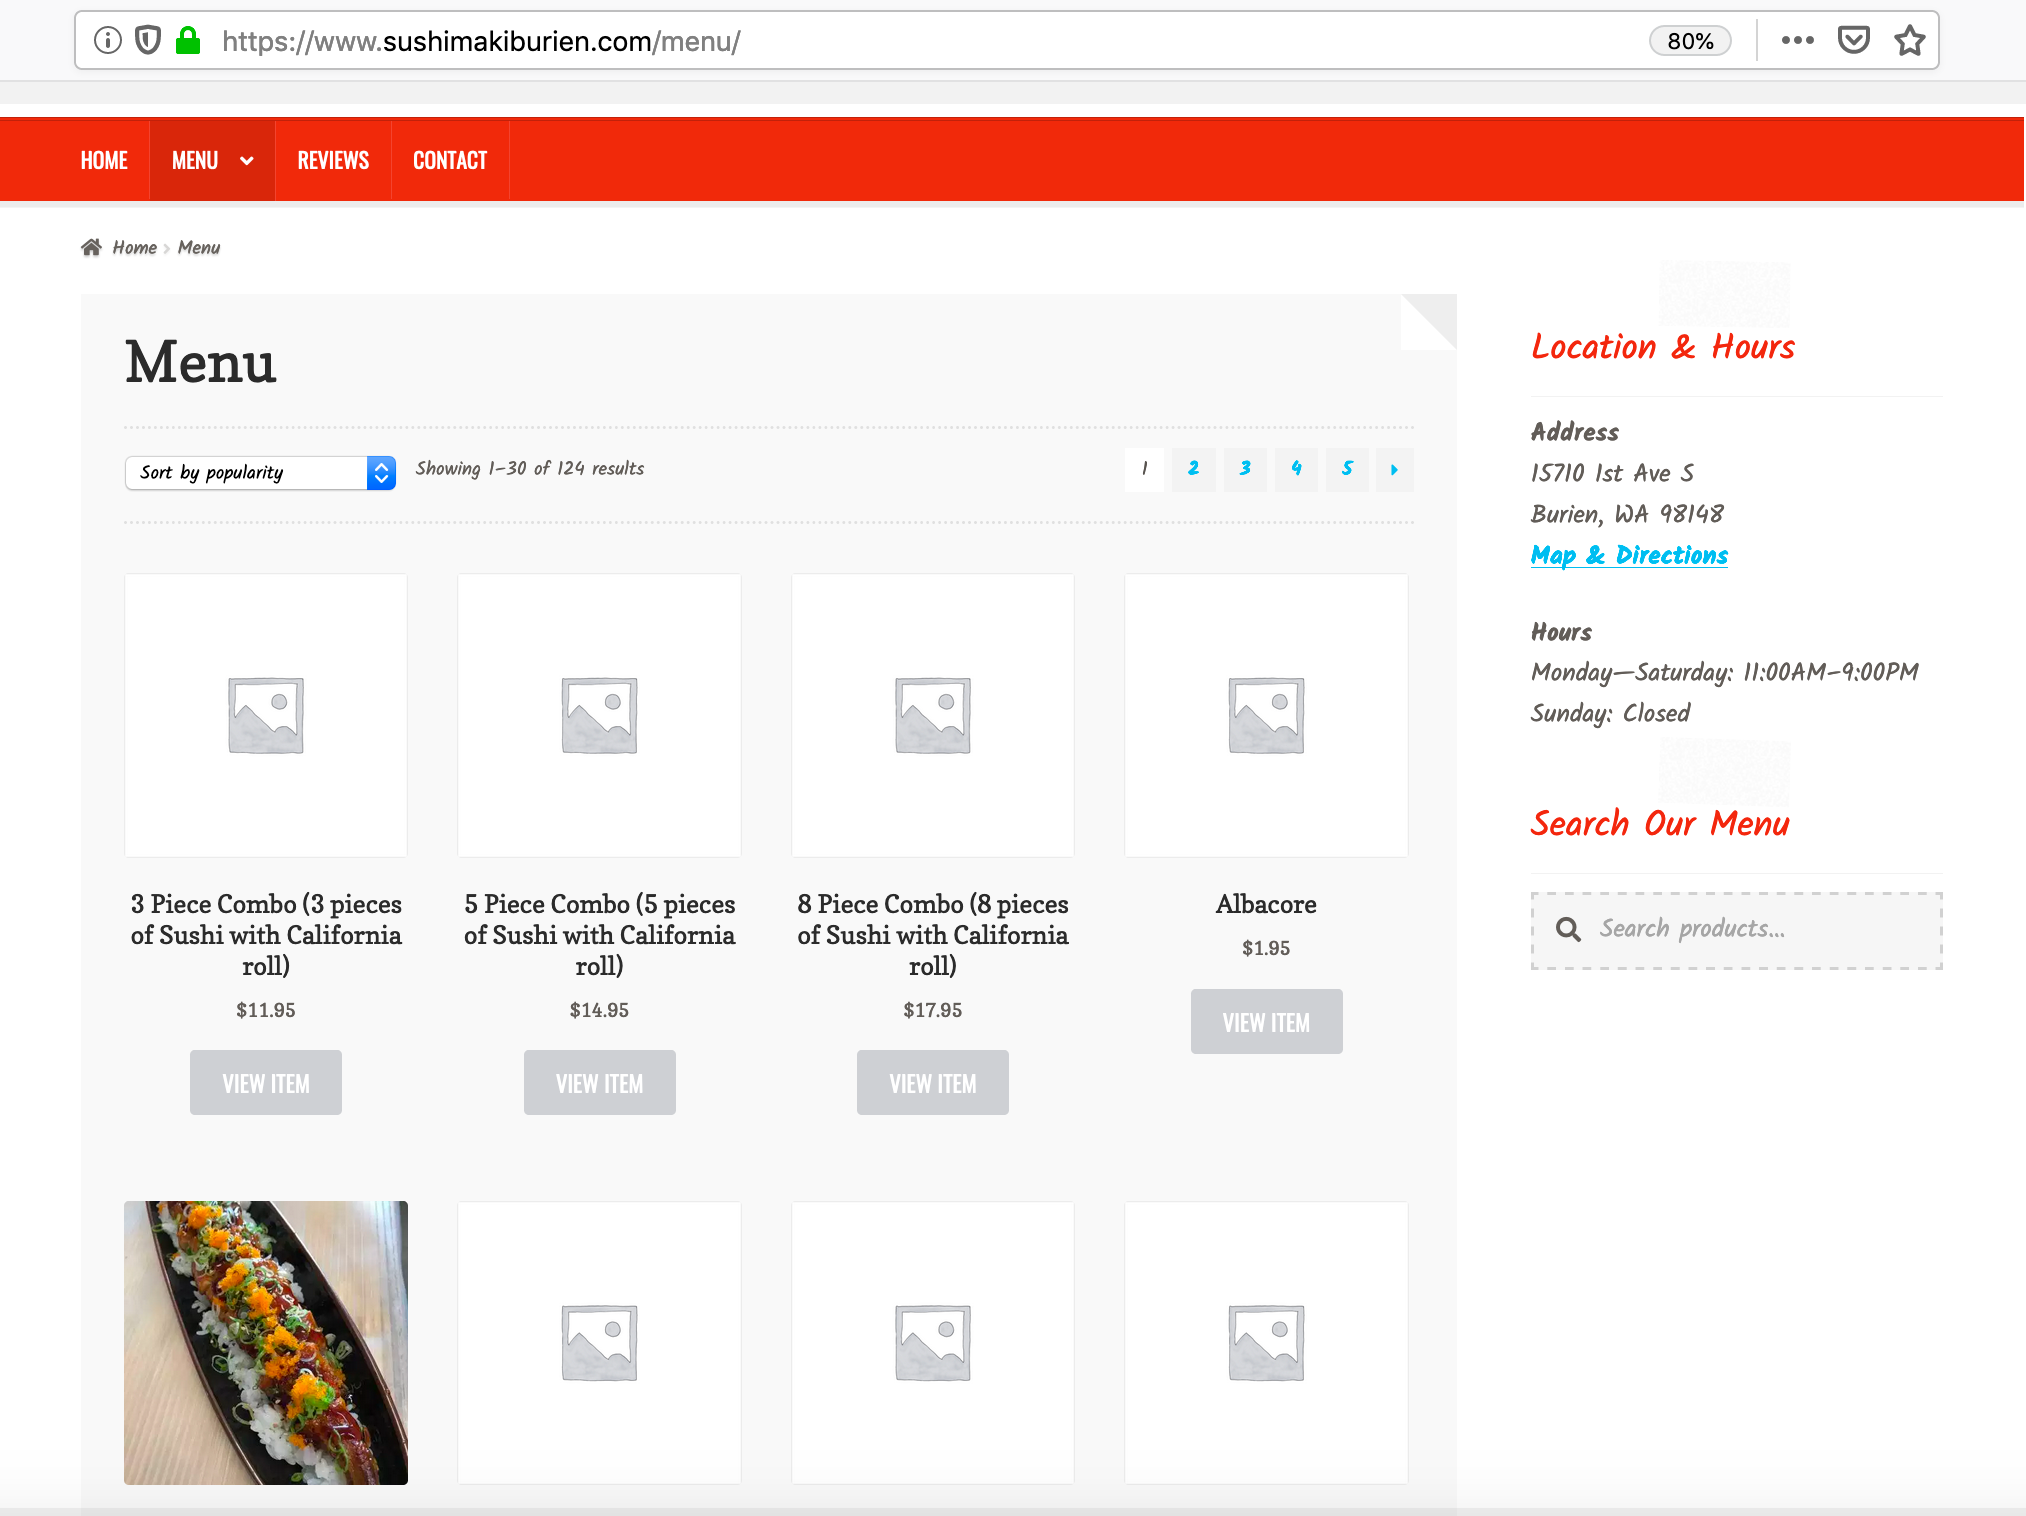 https://www.sushimakiburien.com/menu/
80%
HOME
MENU
REVIEWS
CONTACT
Home
Menu
Menu
Sort by popularity
Showing 1–30 of 124 results
1
2
3
4
5
3 Piece Combo (3 pieces
of Sushi with California
roll)
$11.95
VIEW ITEM
5 Piece Combo (5 pieces
of Sushi with California
roll)
$14.95
VIEW ITEM
8 Piece Combo (8 pieces
of Sushi with California
roll)
$17.95
VIEW ITEM
Albacore
$1.95
VIEW ITEM
Location & Hours
Address
15710 1st Ave S
Burien, WA 98148
Map & Directions
Hours
Monday—Saturday: 11:00AM–9:00PM
Sunday: Closed
Search Our Menu
Search products…